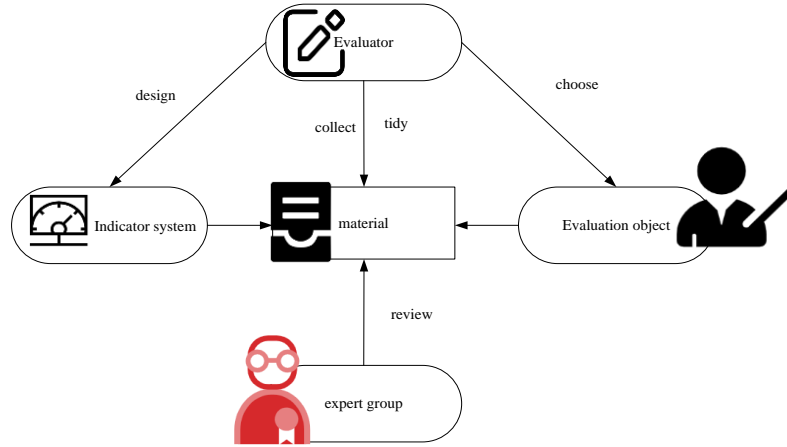 Evaluator
design
choose
collect
tidy
Indicator system
material
Evaluation object
review
expert group